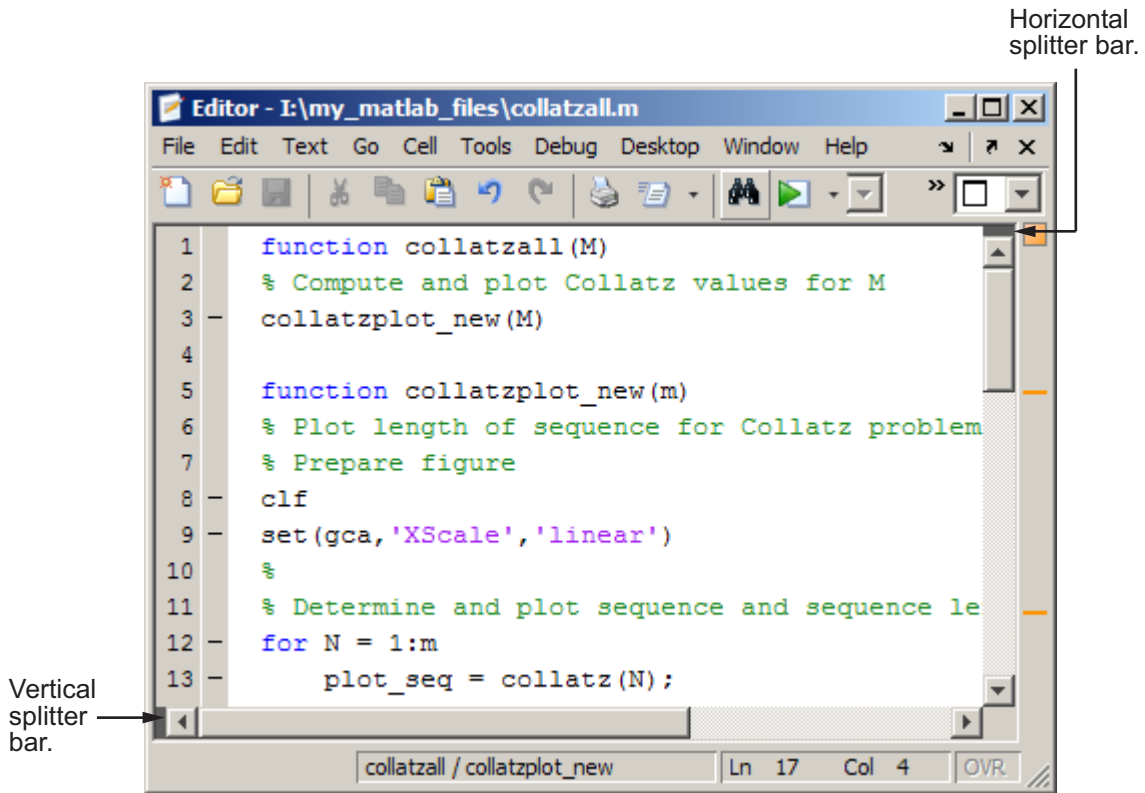 Horizontal
splitter bar.
Editor - I:\my_matlab_files\collatzall.m
File Edit Text Go Cell Tools Debug Desktop Window Help
1 function collatzall(M)
2 % Compute and plot Collatz values for M
3 — collatzplot_new(M)
4
5 function collatzplot_new(m)
6 % Plot length of sequence for Collatz problem
7 % Prepare figure
8 — clf
9 — set(gca,'XScale','linear')
10 %
11 % Determine and plot sequence and sequence le
12 — for N = 1:m
13 — plot_seq = collatz(N);
Vertical
splitter
bar.
collatzall / collatzplot_new Ln 17 Col 4 OVR